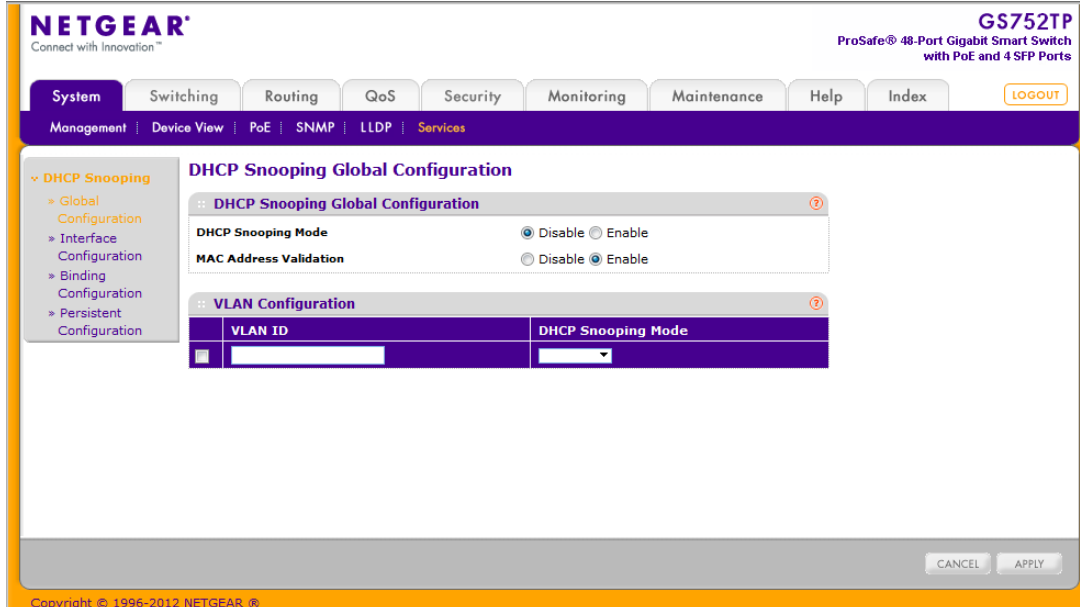 NETGEAR®
Connect with Innovation™
GS752TP
ProSafe® 48-Port Gigabit Smart Switch
with PoE and 4 SFP Ports
System Switching Routing QoS Security Monitoring Maintenance Help Index LOGOUT
Management Device View PoE SNMP LLDP Services
DHCP Snooping
» Global
Configuration
» Interface
Configuration
» Binding
Configuration
» Persistent
Configuration
DHCP Snooping Global Configuration
DHCP Snooping Global Configuration ?
DHCP Snooping Mode Disable Enable
MAC Address Validation Disable Enable
VLAN Configuration ?
VLAN ID DHCP Snooping Mode
CANCEL APPLY
Copyright © 1996-2012 NETGEAR ®